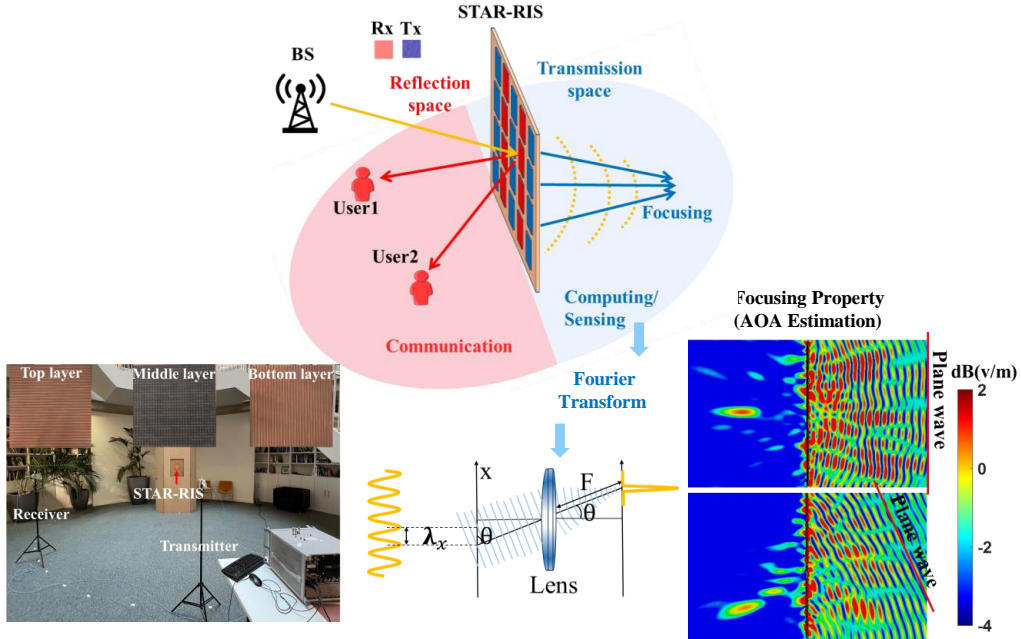 STAR-RIS
Rx Tx
BS
Reflection
space
Transmission
space
User1
Focusing
User2
Computing/
Sensing
Communication
Focusing Property
(AOA Estimation)
Fourier
Transform
Top layer
Middle layer
Bottom layer
STAR-RIS
Receiver
Transmitter
x
F
θ
θ
λx
Lens
Plane wave
Plane wave
dB(v/m)
2
0
-2
-4